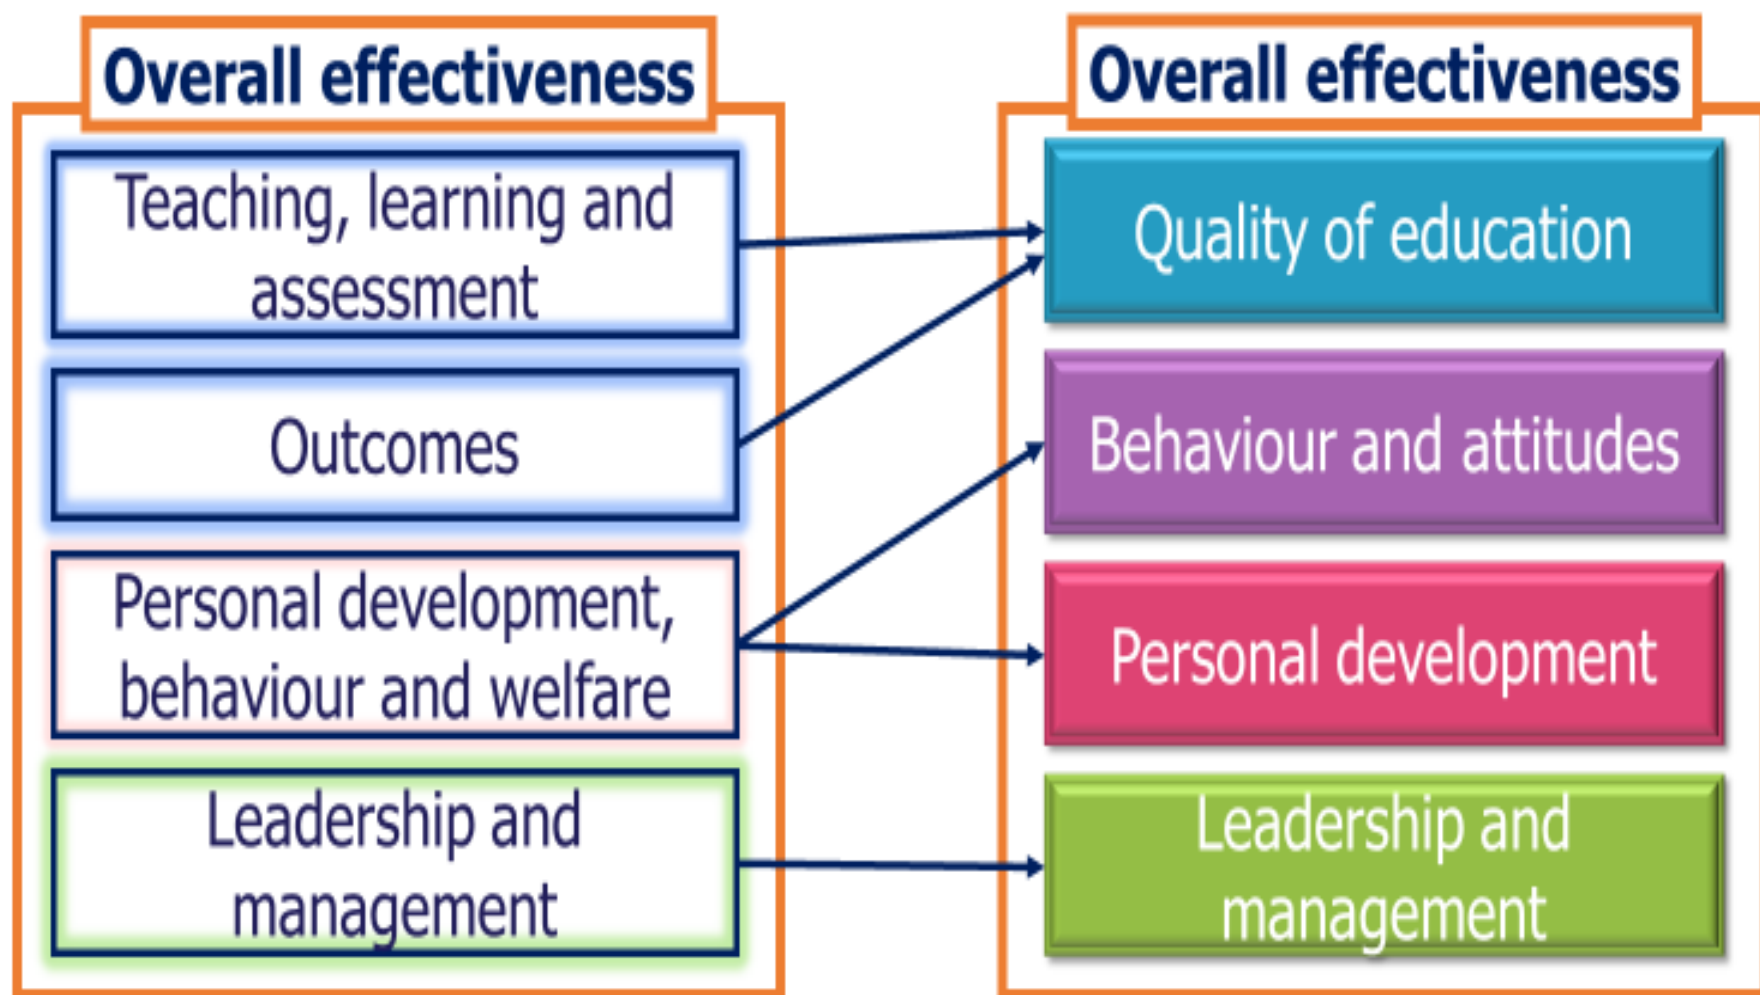 Overall effectiveness
Teaching, learning and
assessment
Outcomes
Personal development,
behaviour and welfare
Leadership and
management
Overall effectiveness
Quality of education
Behaviour and attitudes
Personal development
Leadership and
management